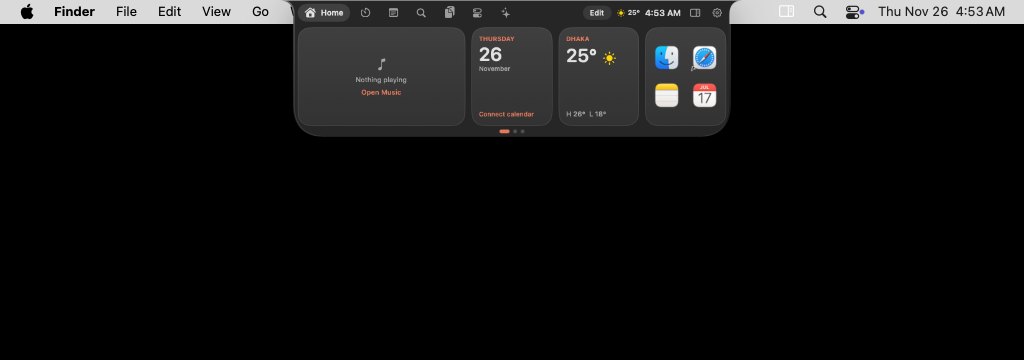 Finder File Edit View Go
Home
Edit 25° 4:53 AM
Thu Nov 26 4:53 AM
Nothing playing
Open Music
THURSDAY
26
November
Connect calendar
DHAKA
25°
H 26° L 18°
JUL
17